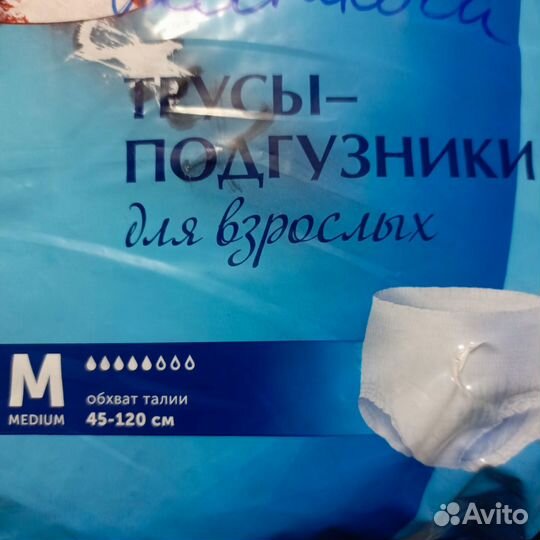 ТРУСЫ-
ПОДГУЗНИКИ
для взрослых
M
MEDIUM
обхват талии
45-120 см
Avito